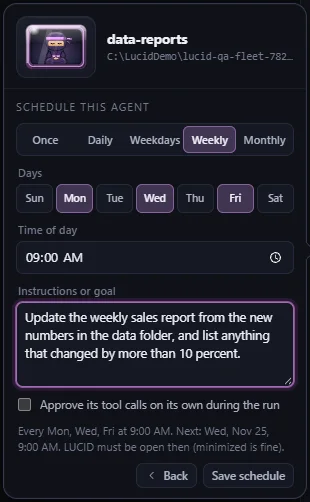 data-reports
C:\LucidDemo\lucid-qa-fleet-782…
SCHEDULE THIS AGENT
Once Daily Weekdays Weekly Monthly
Days
Sun Mon Tue Wed Thu Fri Sat
Time of day
09:00 AM
Instructions or goal
Update the weekly sales report from the new
numbers in the data folder, and list anything
that changed by more than 10 percent.
Approve its tool calls on its own during the run
Every Mon, Wed, Fri at 9:00 AM. Next: Wed, Nov 25,
9:00 AM. LUCID must be open then (minimized is fine).
‹ Back Save schedule